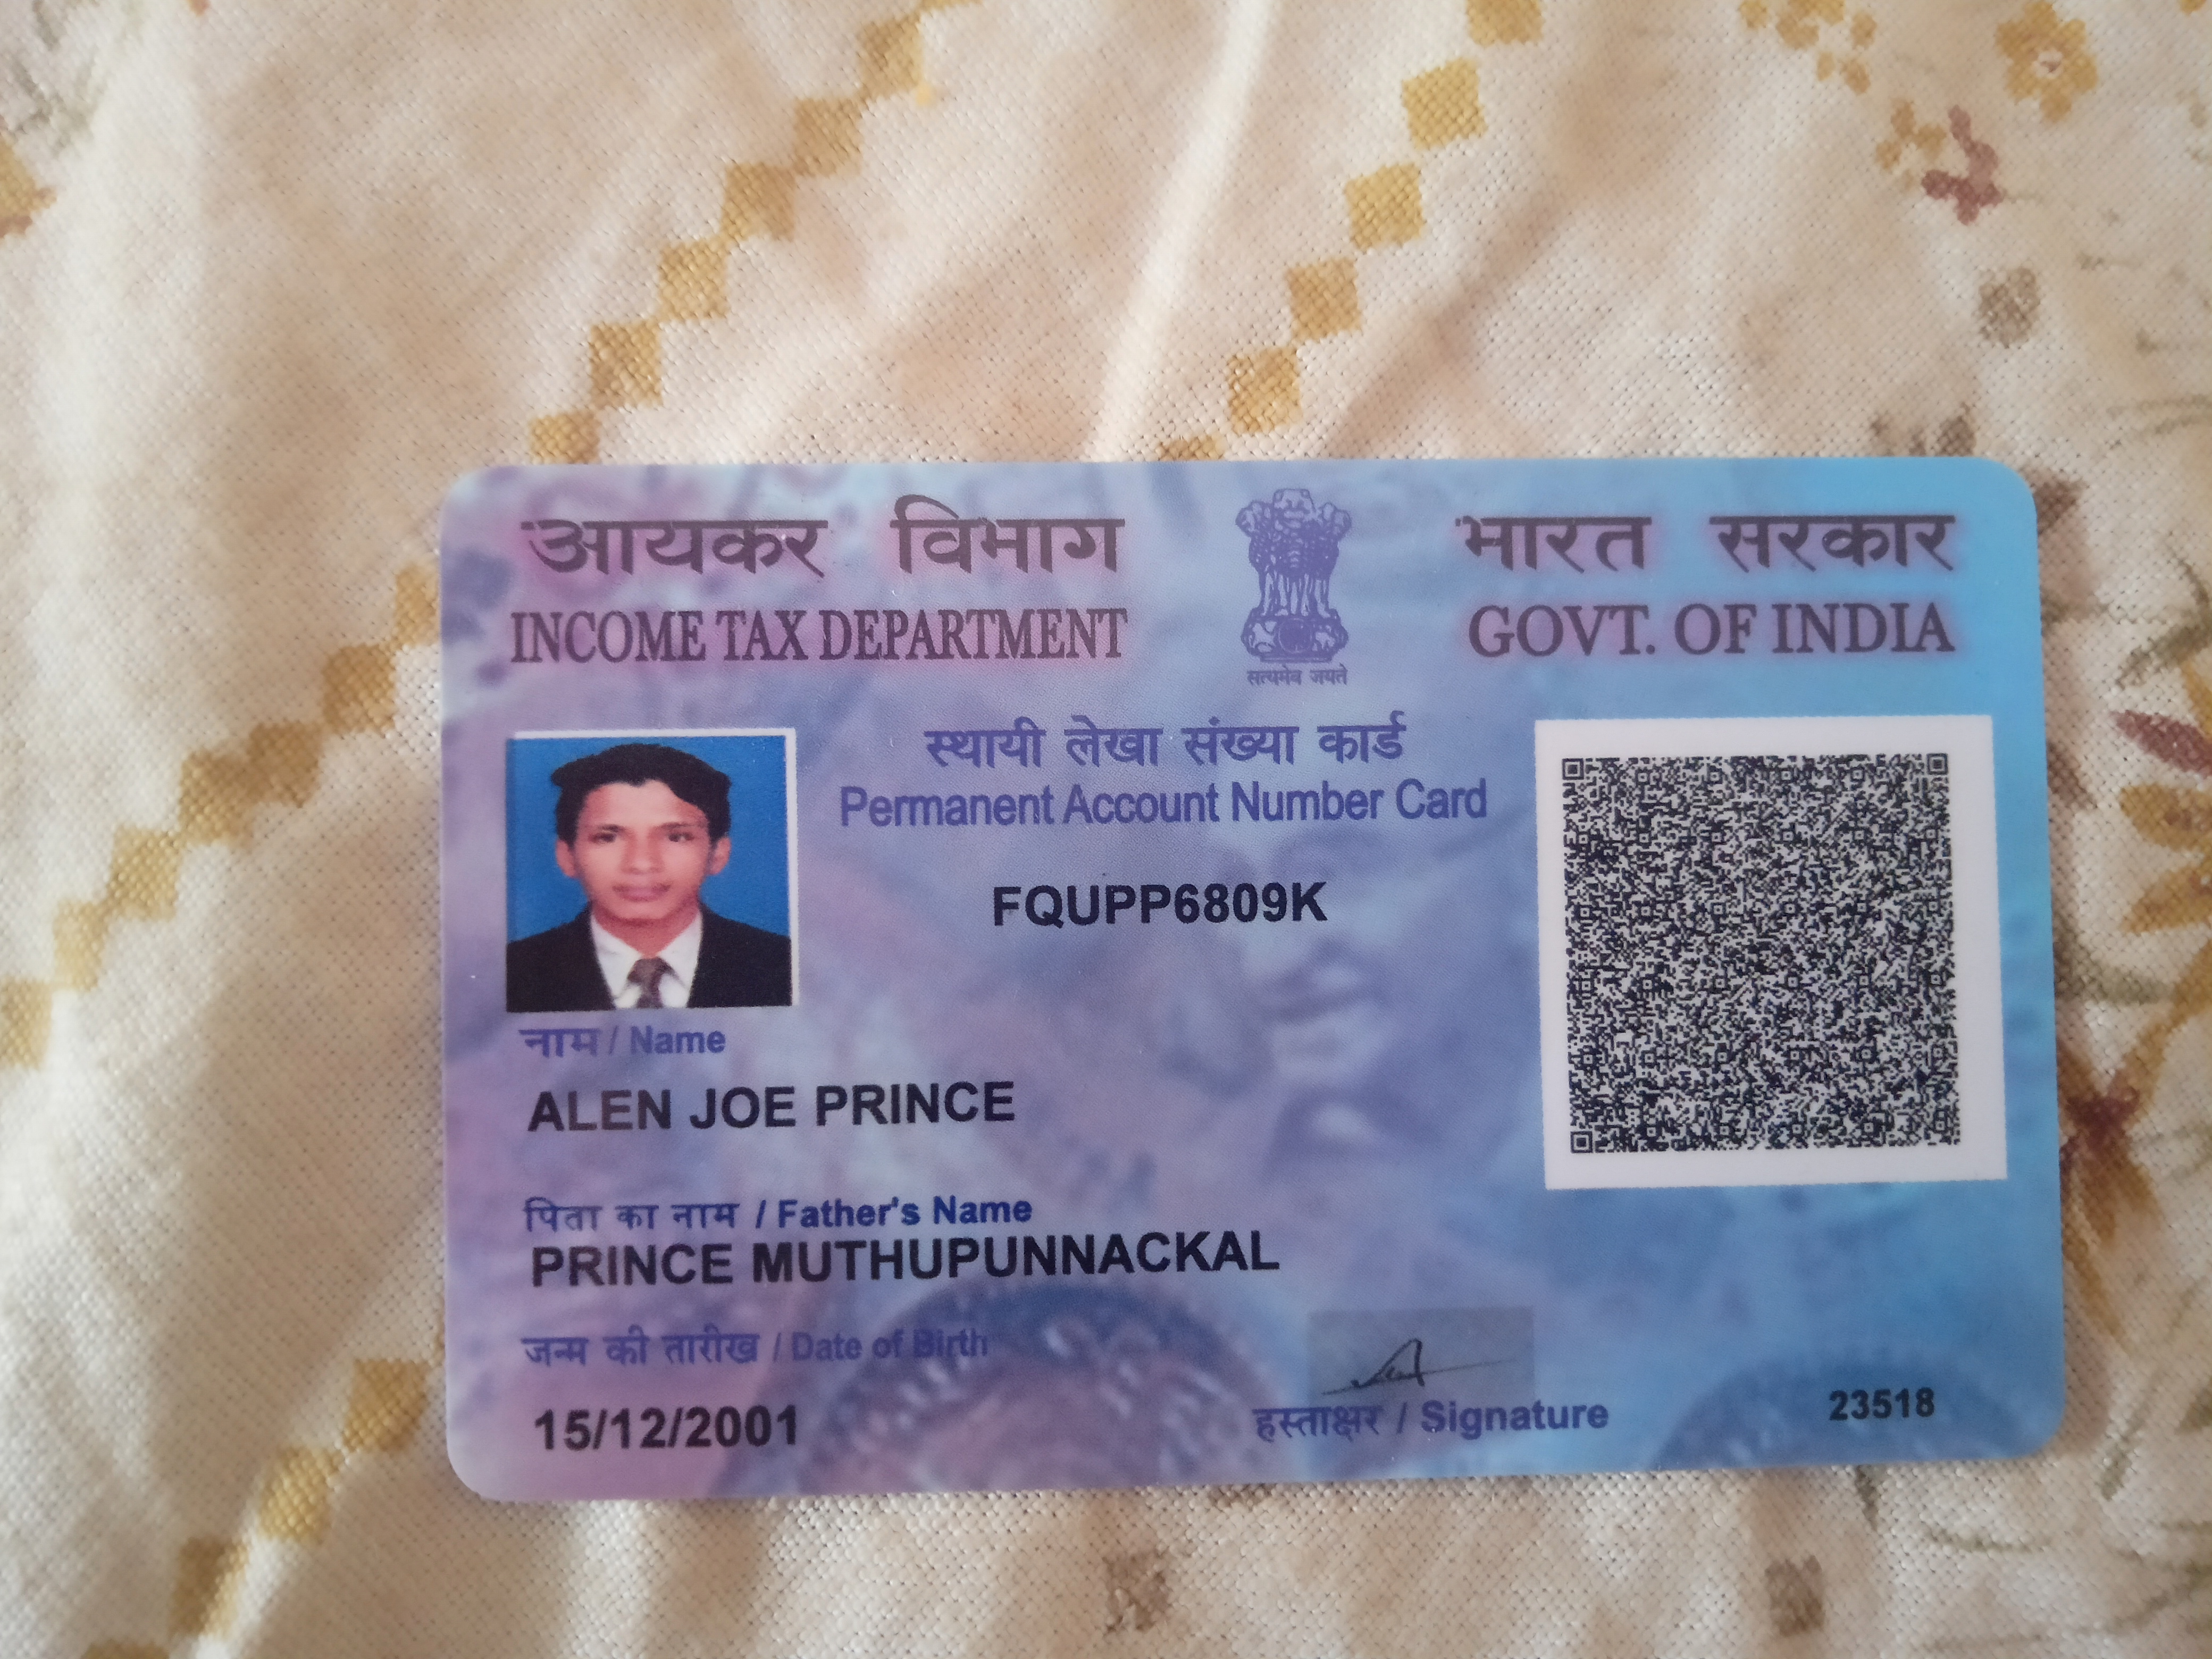 आयकर विभाग
INCOME TAX DEPARTMENT
सत्यमेव जयते
भारत सरकार
GOVT. OF INDIA
स्थायी लेखा संख्या कार्ड
Permanent Account Number Card
FQUPP6809K
नाम / Name
ALEN JOE PRINCE
पिता का नाम / Father's Name
PRINCE MUTHUPUNNACKAL
जन्म की तारीख / Date of Birth
15/12/2001
हस्ताक्षर / Signature
23518